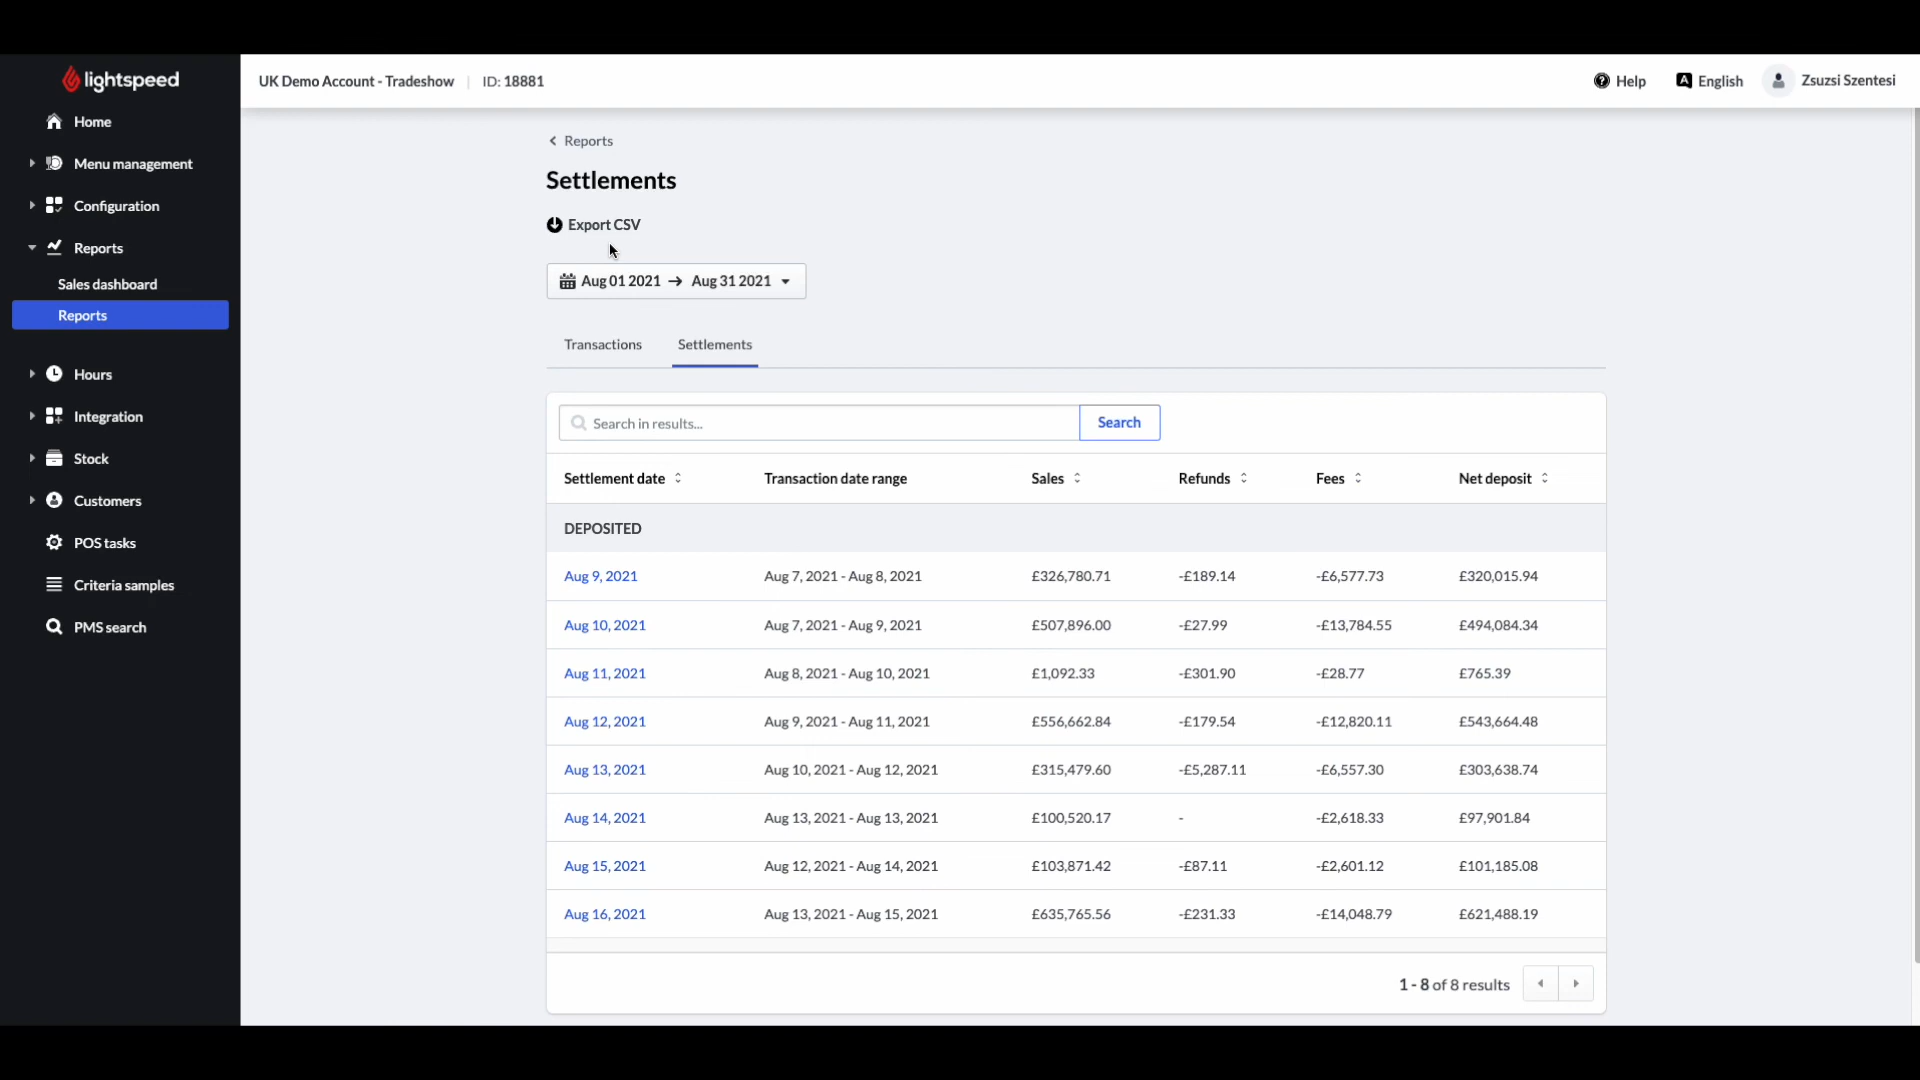 lightspeed
UK Demo Account - Tradeshow | ID: 18881
Help
English
Zsuzsi Szentesi
Home
Menu management
Configuration
Reports
Sales dashboard
Reports
Hours
Integration
Stock
Customers
POS tasks
Criteria samples
PMS search
Reports
Settlements
Export CSV
Aug 01 2021 → Aug 31 2021
Transactions Settlements
Search in results... Search
Settlement date Transaction date range Sales Refunds Fees Net deposit
DEPOSITED
Aug 9, 2021 Aug 7, 2021 - Aug 8, 2021 £326,780.71 -£189.14 -£6,577.73 £320,015.94
Aug 10, 2021 Aug 7, 2021 - Aug 9, 2021 £507,896.00 -£27.99 -£13,784.55 £494,084.34
Aug 11, 2021 Aug 8, 2021 - Aug 10, 2021 £1,092.33 -£301.90 -£28.77 £765.39
Aug 12, 2021 Aug 9, 2021 - Aug 11, 2021 £556,662.84 -£179.54 -£12,820.11 £543,664.48
Aug 13, 2021 Aug 10, 2021 - Aug 12, 2021 £315,479.60 -£5,287.11 -£6,557.30 £303,638.74
Aug 14, 2021 Aug 13, 2021 - Aug 13, 2021 £100,520.17 - -£2,618.33 £97,901.84
Aug 15, 2021 Aug 12, 2021 - Aug 14, 2021 £103,871.42 -£87.11 -£2,601.12 £101,185.08
Aug 16, 2021 Aug 13, 2021 - Aug 15, 2021 £635,765.56 -£231.33 -£14,048.79 £621,488.19
1 - 8 of 8 results